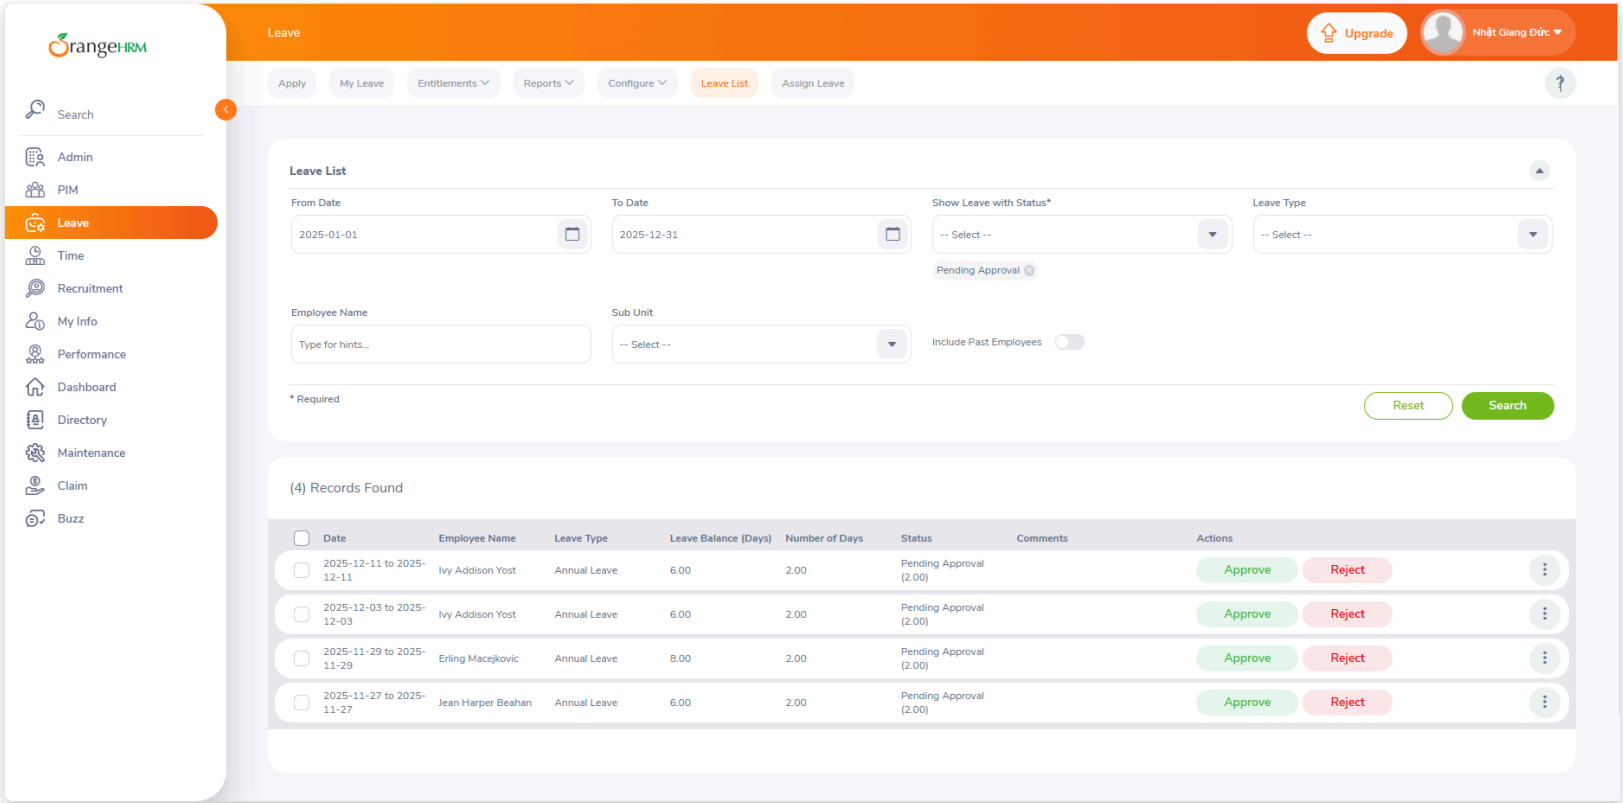 OrangeHRM
Leave
Upgrade
Nhật Giang Đức
Apply
My Leave
Entitlements
Reports
Configure
Leave List
Assign Leave
?
Search
Admin
PIM
Leave
Time
Recruitment
My Info
Performance
Dashboard
Directory
Maintenance
Claim
Buzz
Leave List
From Date
To Date
Show Leave with Status*
Leave Type
2025-01-01
2025-12-31
-- Select --
-- Select --
Pending Approval
Employee Name
Sub Unit
Type for hints...
-- Select --
Include Past Employees
* Required
Reset
Search
(4) Records Found
Date Employee Name Leave Type Leave Balance (Days) Number of Days Status Comments Actions
2025-12-11 to 2025-
12-11
Ivy Addison Yost Annual Leave 6.00 2.00
Pending Approval
(2.00)
Approve Reject
2025-12-03 to 2025-
12-03
Ivy Addison Yost Annual Leave 6.00 2.00
Pending Approval
(2.00)
Approve Reject
2025-11-29 to 2025-
11-29
Erling Macejkovic Annual Leave 8.00 2.00
Pending Approval
(2.00)
Approve Reject
2025-11-27 to 2025-
11-27
Jean Harper Beahan Annual Leave 6.00 2.00
Pending Approval
(2.00)
Approve Reject